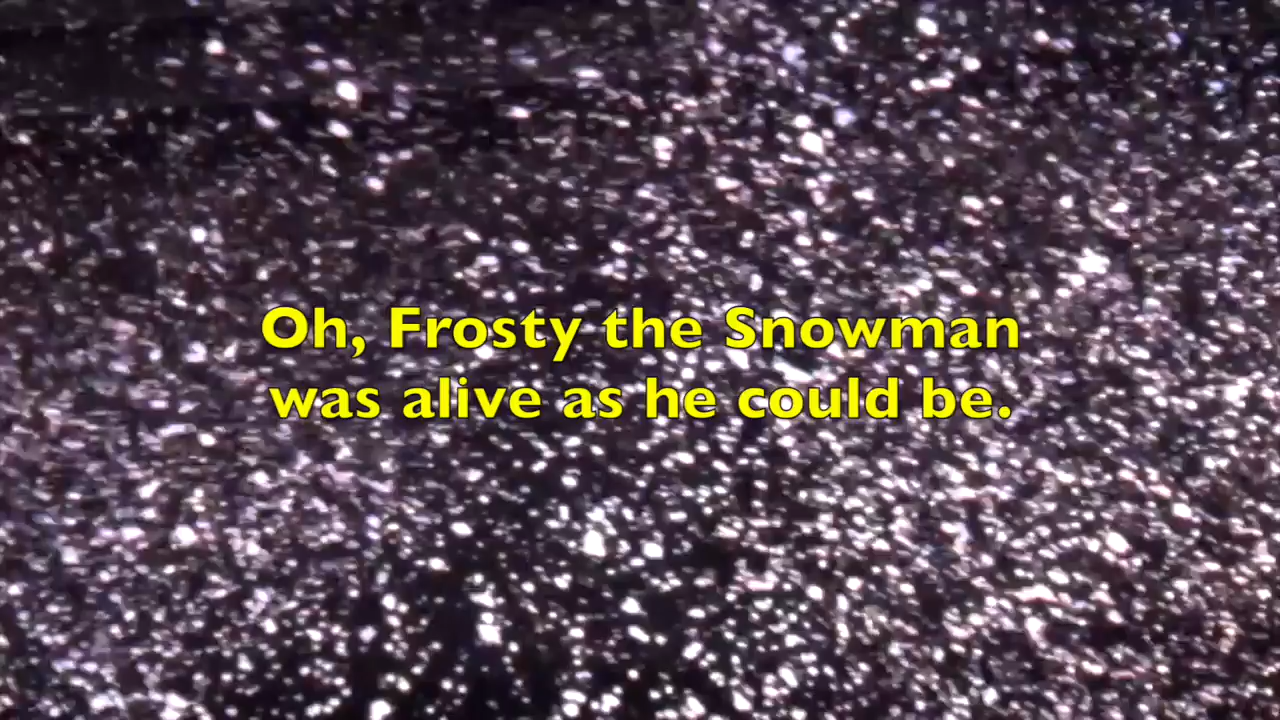 Oh, Frosty the Snowman
was alive as he could be.